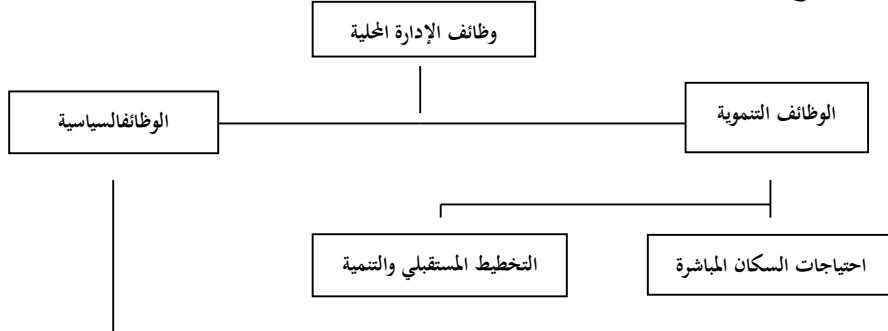 وظائف الإدارة المحلية
الوظائف التنموية
الوظائفالسياسية
احتياجات السكان المباشرة
التخطيط المستقبلي والتنمية